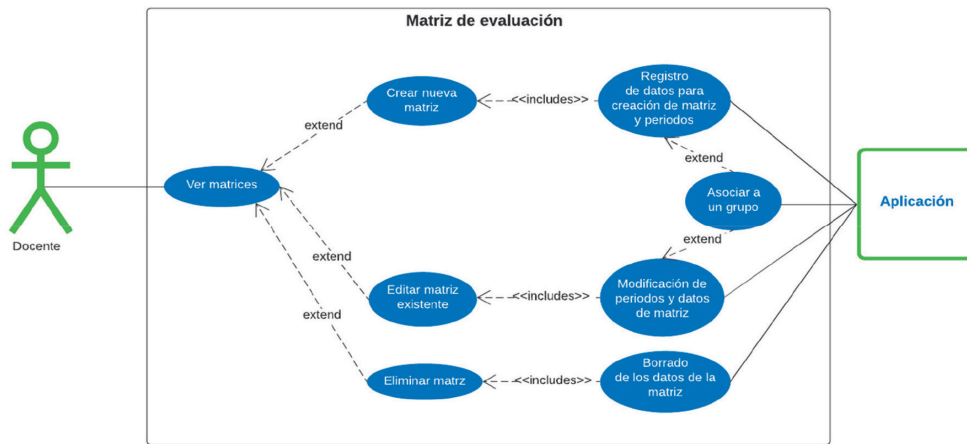 Matriz de evaluación
Crear nueva
matriz
<<includes>>
Registro
de datos para
creación de matriz
y periodos
extend
extend
Ver matrices
Asociar a
un grupo
Aplicación
Docente
extend
extend
Editar matriz
existente
<<includes>>
Modificación de
periodos y datos
de matriz
extend
Eliminar matrz
<<includes>>
Borrado
de los datos de la
matriz